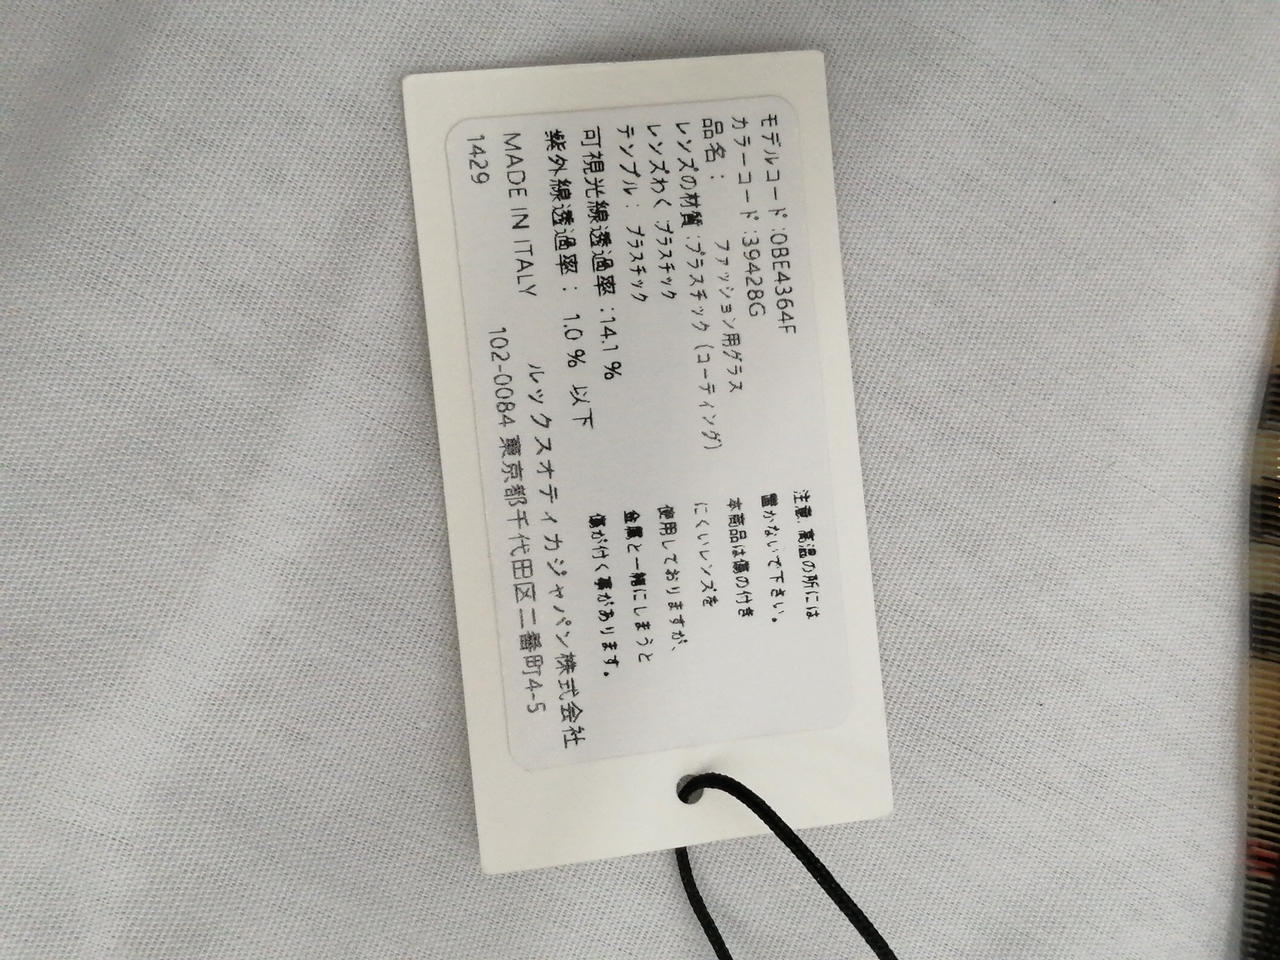 モデルコード:0BE4364F
カラーコード:39428G
品名: ファッション用グラス
レンズの材質:プラスチック(コーティング)
レンズわく:プラスチック
テンプル: プラスチック
可視光線透過率:14.1 %
紫外線透過率: 1.0 % 以下
MADE IN ITALY
1429
注意.高温の所には
置かないで下さい。
本商品は傷の付き
にくいレンズを
使用しておりますが、
金属と一緒にしまうと
傷が付く事があります。
ルックスオティカジャパン株式会社
102-0084 東京都千代田区二番町4-5